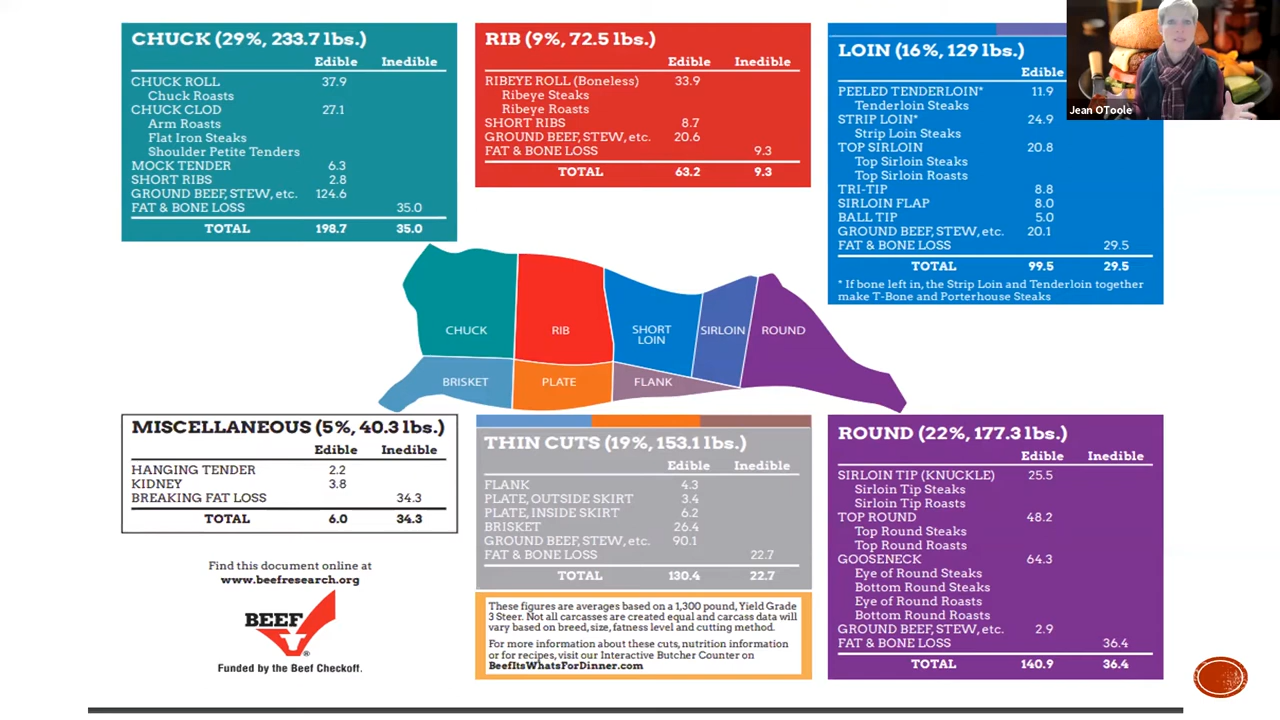 CHUCK (29%, 233.7 lbs.)
Edible Inedible
CHUCK ROLL 37.9
Chuck Roasts
CHUCK CLOD 27.1
Arm Roasts
Flat Iron Steaks
Shoulder Petite Tenders
MOCK TENDER 6.3
SHORT RIBS 2.8
GROUND BEEF, STEW, etc. 124.6
FAT & BONE LOSS 35.0
TOTAL 198.7 35.0
RIB (9%, 72.5 lbs.)
Edible Inedible
RIBEYE ROLL (Boneless) 33.9
Ribeye Steaks
Ribeye Roasts
SHORT RIBS 8.7
GROUND BEEF, STEW, etc. 20.6
FAT & BONE LOSS 9.3
TOTAL 63.2 9.3
LOIN (16%, 129 lbs.)
Edible
PEELED TENDERLOIN* 11.9
Tenderloin Steaks
STRIP LOIN* 24.9
Strip Loin Steaks
TOP SIRLOIN 20.8
Top Sirloin Steaks
Top Sirloin Roasts
TRI-TIP 8.8
SIRLOIN FLAP 8.0
BALL TIP 5.0
GROUND BEEF, STEW, etc. 20.1
FAT & BONE LOSS 29.5
TOTAL 99.5 29.5
* If bone left in, the Strip Loin and Tenderloin together
make T-Bone and Porterhouse Steaks
Jean OToole
CHUCK
RIB
SHORT
LOIN
SIRLOIN
ROUND
BRISKET
PLATE
FLANK
MISCELLANEOUS (5%, 40.3 lbs.)
Edible Inedible
HANGING TENDER 2.2
KIDNEY 3.8
BREAKING FAT LOSS 34.3
TOTAL 6.0 34.3
Find this document online at
www.beefresearch.org
BEEF
®
Funded by the Beef Checkoff.
THIN CUTS (19%, 153.1 lbs.)
Edible Inedible
FLANK 4.3
PLATE, OUTSIDE SKIRT 3.4
PLATE, INSIDE SKIRT 6.2
BRISKET 26.4
GROUND BEEF, STEW, etc. 90.1
FAT & BONE LOSS 22.7
TOTAL 130.4 22.7
These figures are averages based on a 1,300 pound, Yield Grade
3 Steer. Not all carcasses are created equal and carcass data will
vary based on breed, size, fatness level and cutting method.
For more information about these cuts, nutrition information
or for recipes, visit our Interactive Butcher Counter on
BeefItsWhatsForDinner.com
ROUND (22%, 177.3 lbs.)
Edible Inedible
SIRLOIN TIP (KNUCKLE) 25.5
Sirloin Tip Steaks
Sirloin Tip Roasts
TOP ROUND 48.2
Top Round Steaks
Top Round Roasts
GOOSENECK 64.3
Eye of Round Steaks
Bottom Round Steaks
Eye of Round Roasts
Bottom Round Roasts
GROUND BEEF, STEW, etc. 2.9
FAT & BONE LOSS 36.4
TOTAL 140.9 36.4